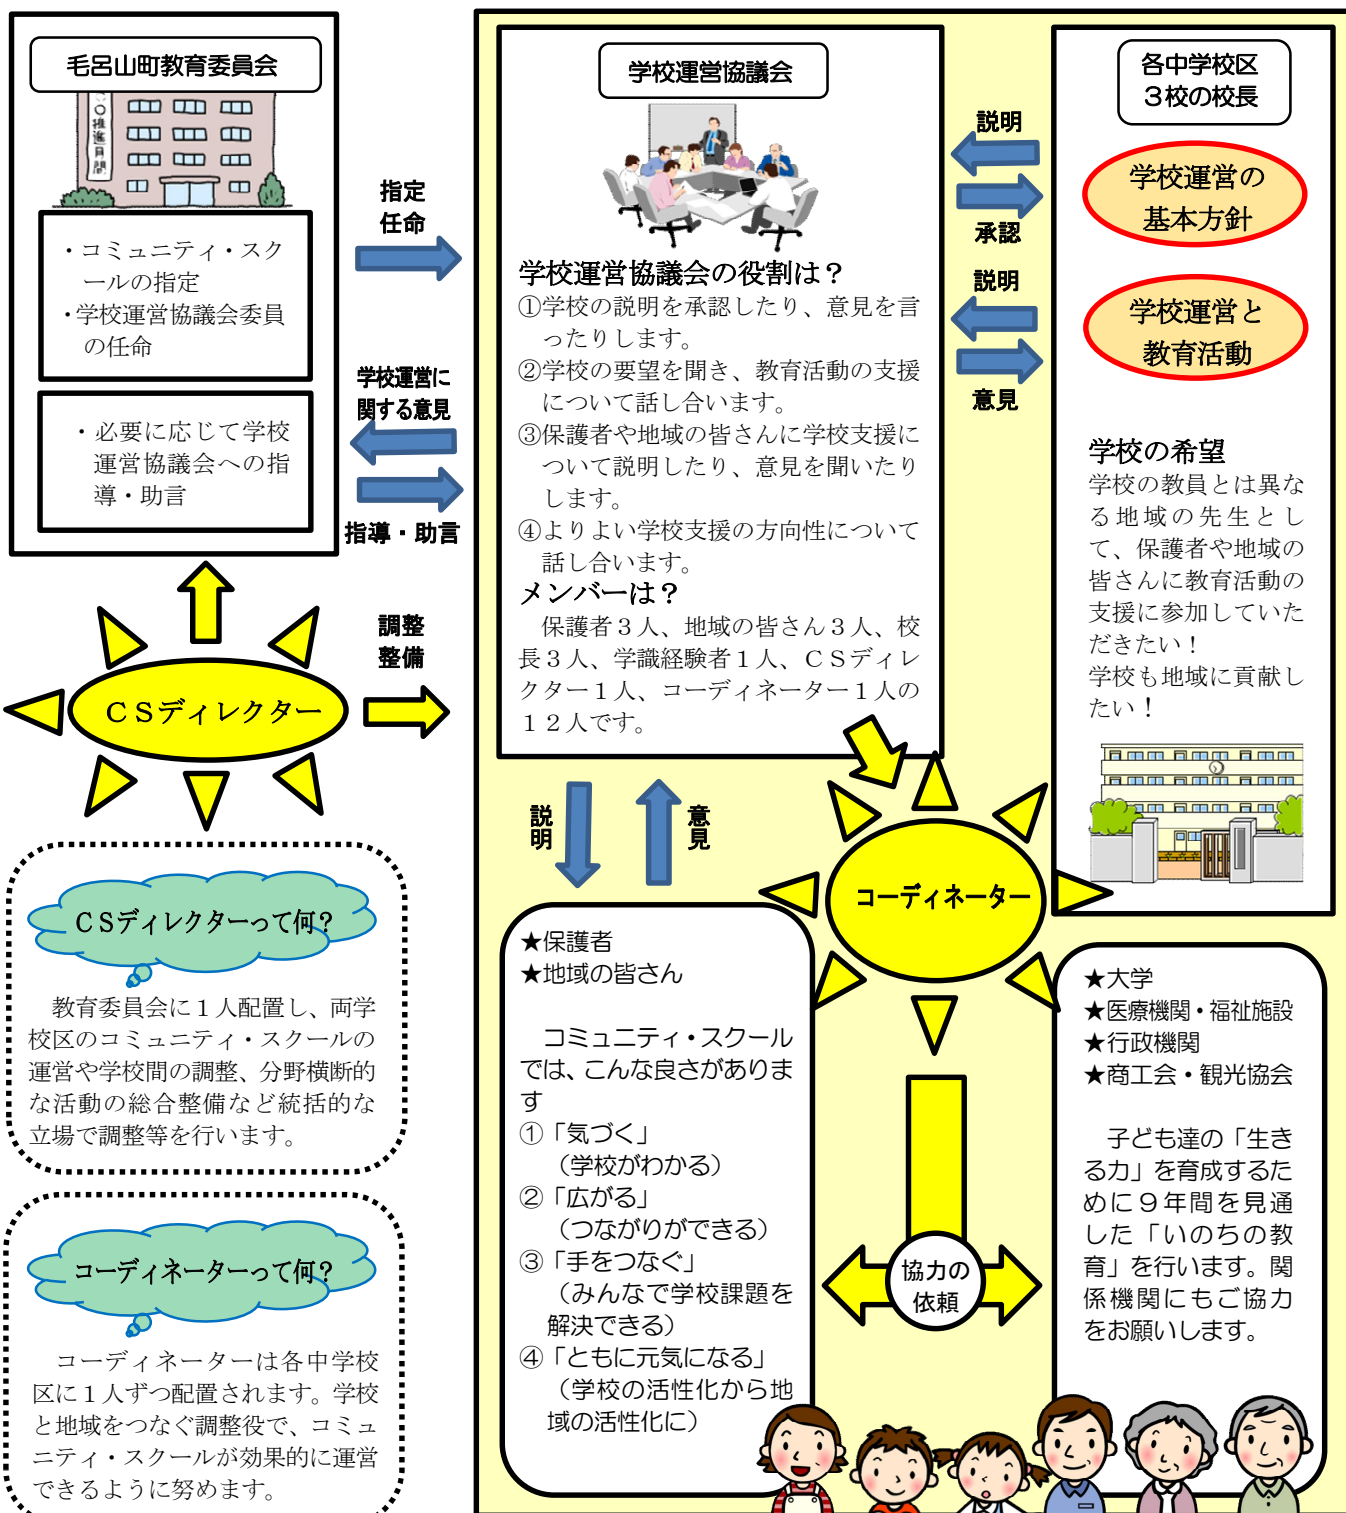 毛呂山町教育委員会
○推進月間
・コミュニティ・スク
ールの指定
・学校運営協議会委員
の任命
・必要に応じて学校
運営協議会への指
導・助言
指定
任命
学校運営に
関する意見
指導・助言
調整
整備
CSディレクター
CSディレクターって何?
教育委員会に１人配置し、両学
校区のコミュニティ・スクールの
運営や学校間の調整、分野横断的
な活動の総合整備など統括的な
立場で調整等を行います。
コーディネーターって何?
コーディネーターは各中学校
区に１人ずつ配置されます。学校
と地域をつなぐ調整役で、コミュ
ニティ・スクールが効果的に運営
できるように努めます。
学校運営協議会
学校運営協議会の役割は？
①学校の説明を承認したり、意見を言
ったりします。
②学校の要望を聞き、教育活動の支援
について話し合います。
③保護者や地域の皆さんに学校支援に
ついて説明したり、意見を聞いたり
します。
④よりよい学校支援の方向性について
話し合います。
メンバーは？
保護者３人、地域の皆さん３人、校
長３人、学識経験者１人、ＣＳディレ
クター１人、コーディネーター１人の
１２人です。
説明
承認
説明
意見
各中学校区
３校の校長
学校運営の
基本方針
学校運営と
教育活動
学校の希望
学校の教員とは異な
る地域の先生とし
て、保護者や地域の
皆さんに教育活動の
支援に参加していた
だきたい！
学校も地域に貢献し
たい！
説明
意見
コーディネーター
★保護者
★地域の皆さん
コミュニティ・スクール
では、こんな良さがありま
す
①「気づく」
（学校がわかる）
②「広がる」
（つながりができる）
③「手をつなぐ」
（みんなで学校課題を
解決できる）
④「ともに元気になる」
（学校の活性化から地
域の活性化に）
協力の
依頼
★大学
★医療機関・福祉施設
★行政機関
★商工会・観光協会
子ども達の「生き
る力」を育成するた
めに９年間を見通
した「いのちの教
育」を行います。関
係機関にもご協力
をお願いします。